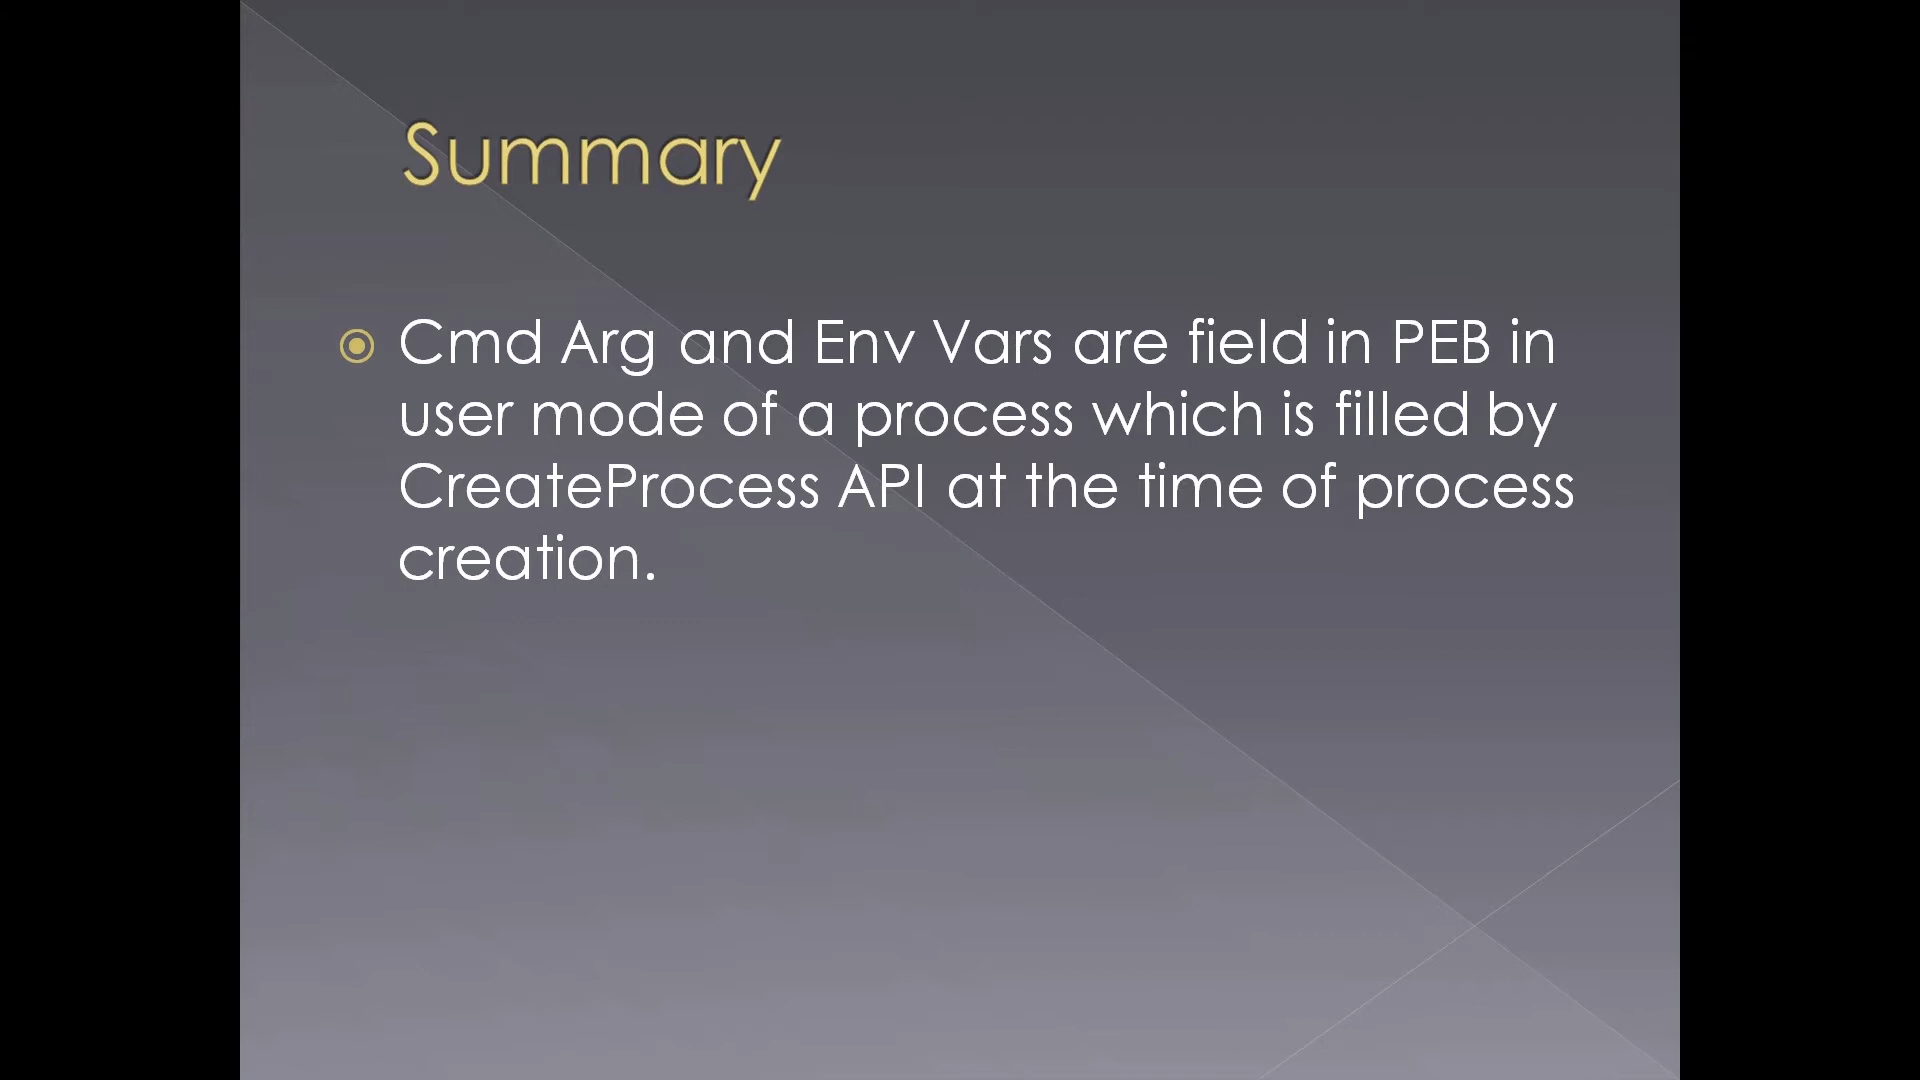 Summary
Cmd Arg and Env Vars are field in PEB in
user mode of a process which is filled by
CreateProcess API at the time of process
creation.